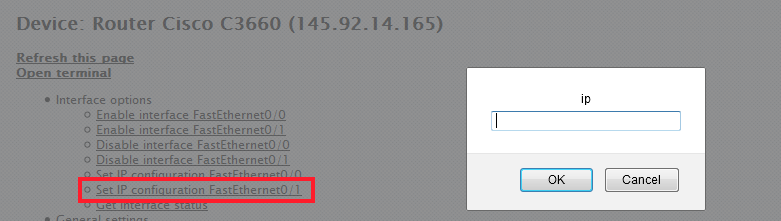 Device: Router Cisco C3660 (145.92.14.165)
Refresh this page
Open terminal
Interface options
Enable interface FastEthernet0/0
Enable interface FastEthernet0/1
Disable interface FastEthernet0/0
Disable interface FastEthernet0/1
Set IP configuration FastEthernet0/0
Set IP configuration FastEthernet0/1
Get interface status
General settings
ip
OK Cancel